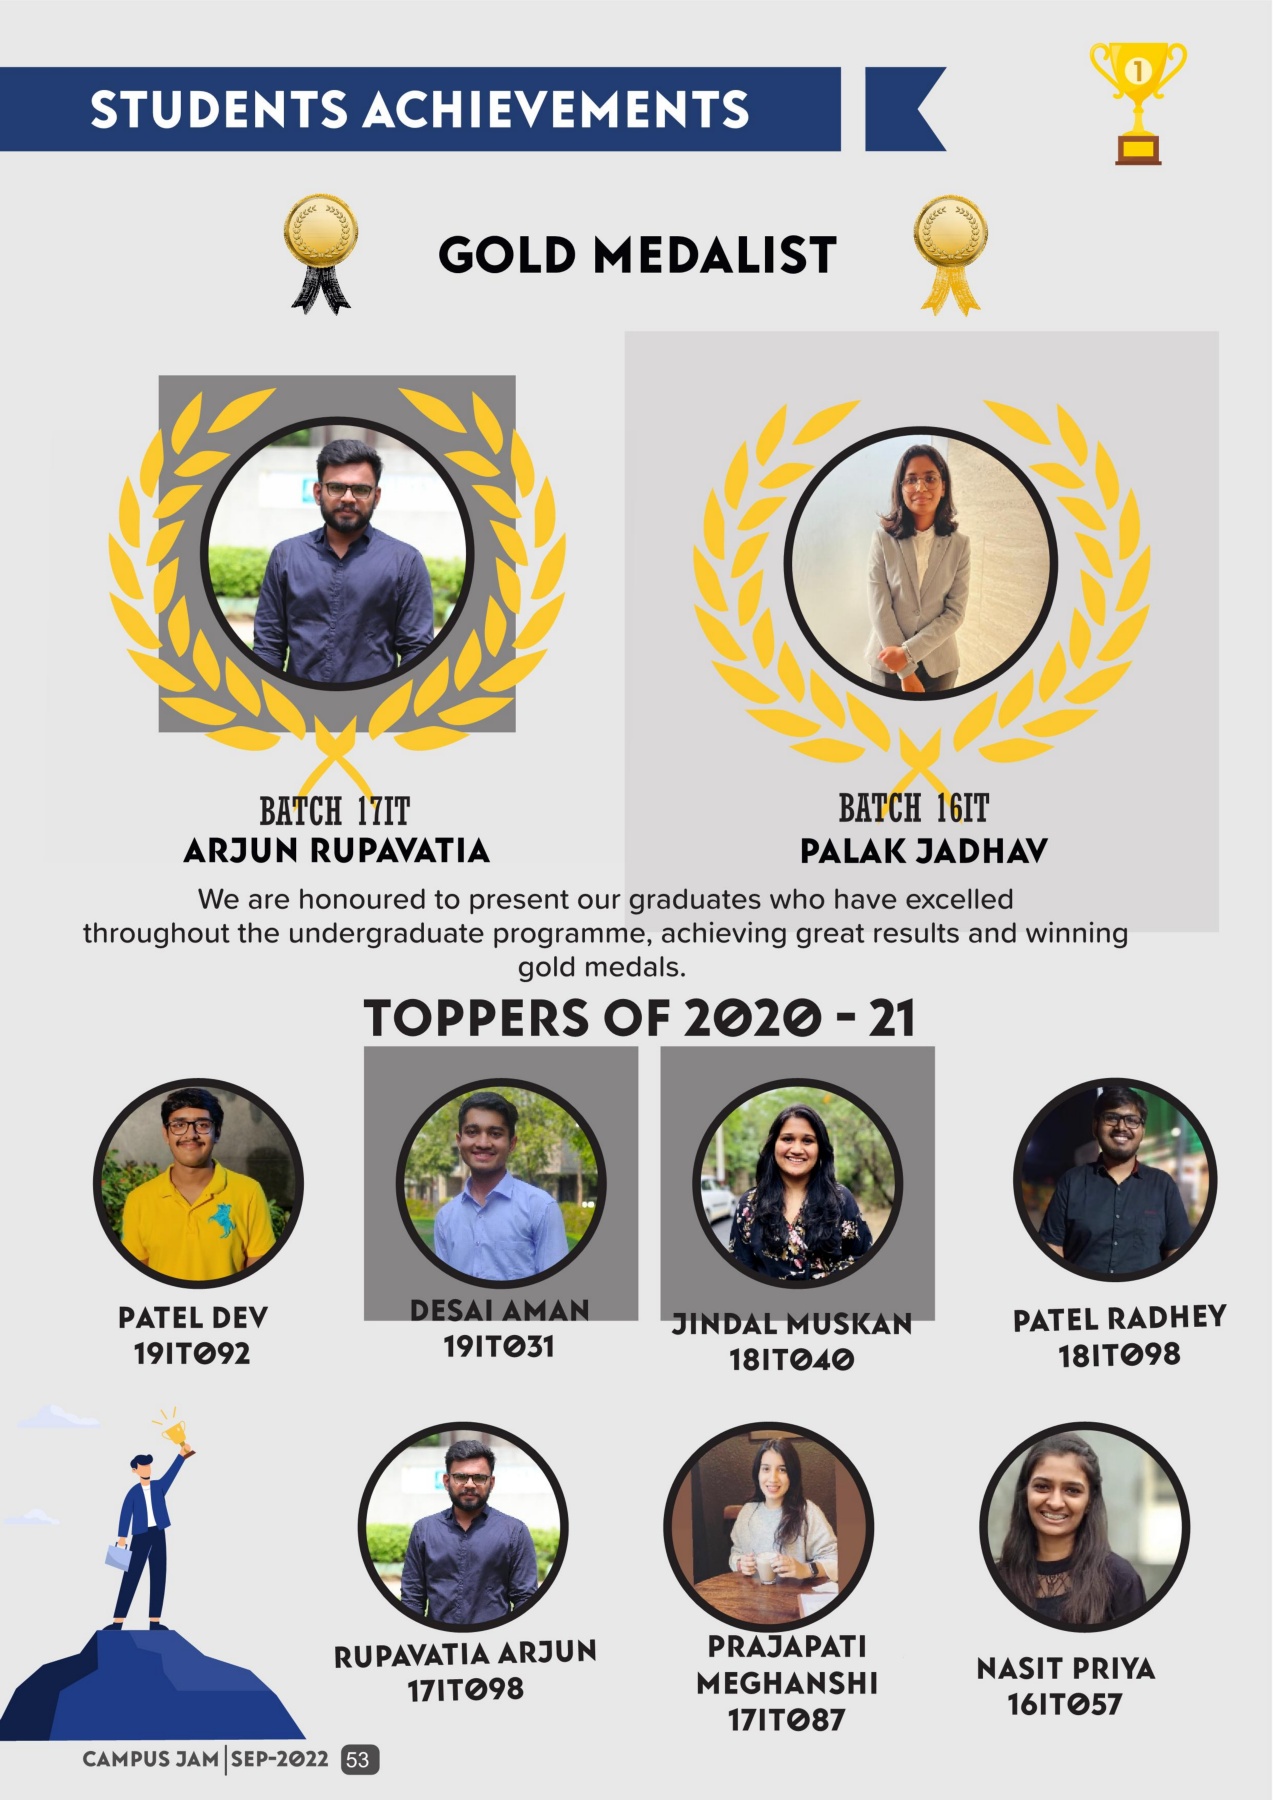 STUDENTS ACHIEVEMENTS
1
GOLD MEDALIST
BATCH 17IT
ARJUN RUPAVATIA
BATCH 16IT
PALAK JADHAV
We are honoured to present our graduates who have excelled
throughout the undergraduate programme, achieving great results and winning
gold medals.
TOPPERS OF 2020 - 21
PATEL DEV
19IT092
DESAI AMAN
19IT031
JINDAL MUSKAN
18IT040
PATEL RADHEY
18IT098
RUPAVATIA ARJUN
17IT098
PRAJAPATI
MEGHANSHI
17IT087
NASIT PRIYA
16IT057
CAMPUS JAM|SEP-2022 53